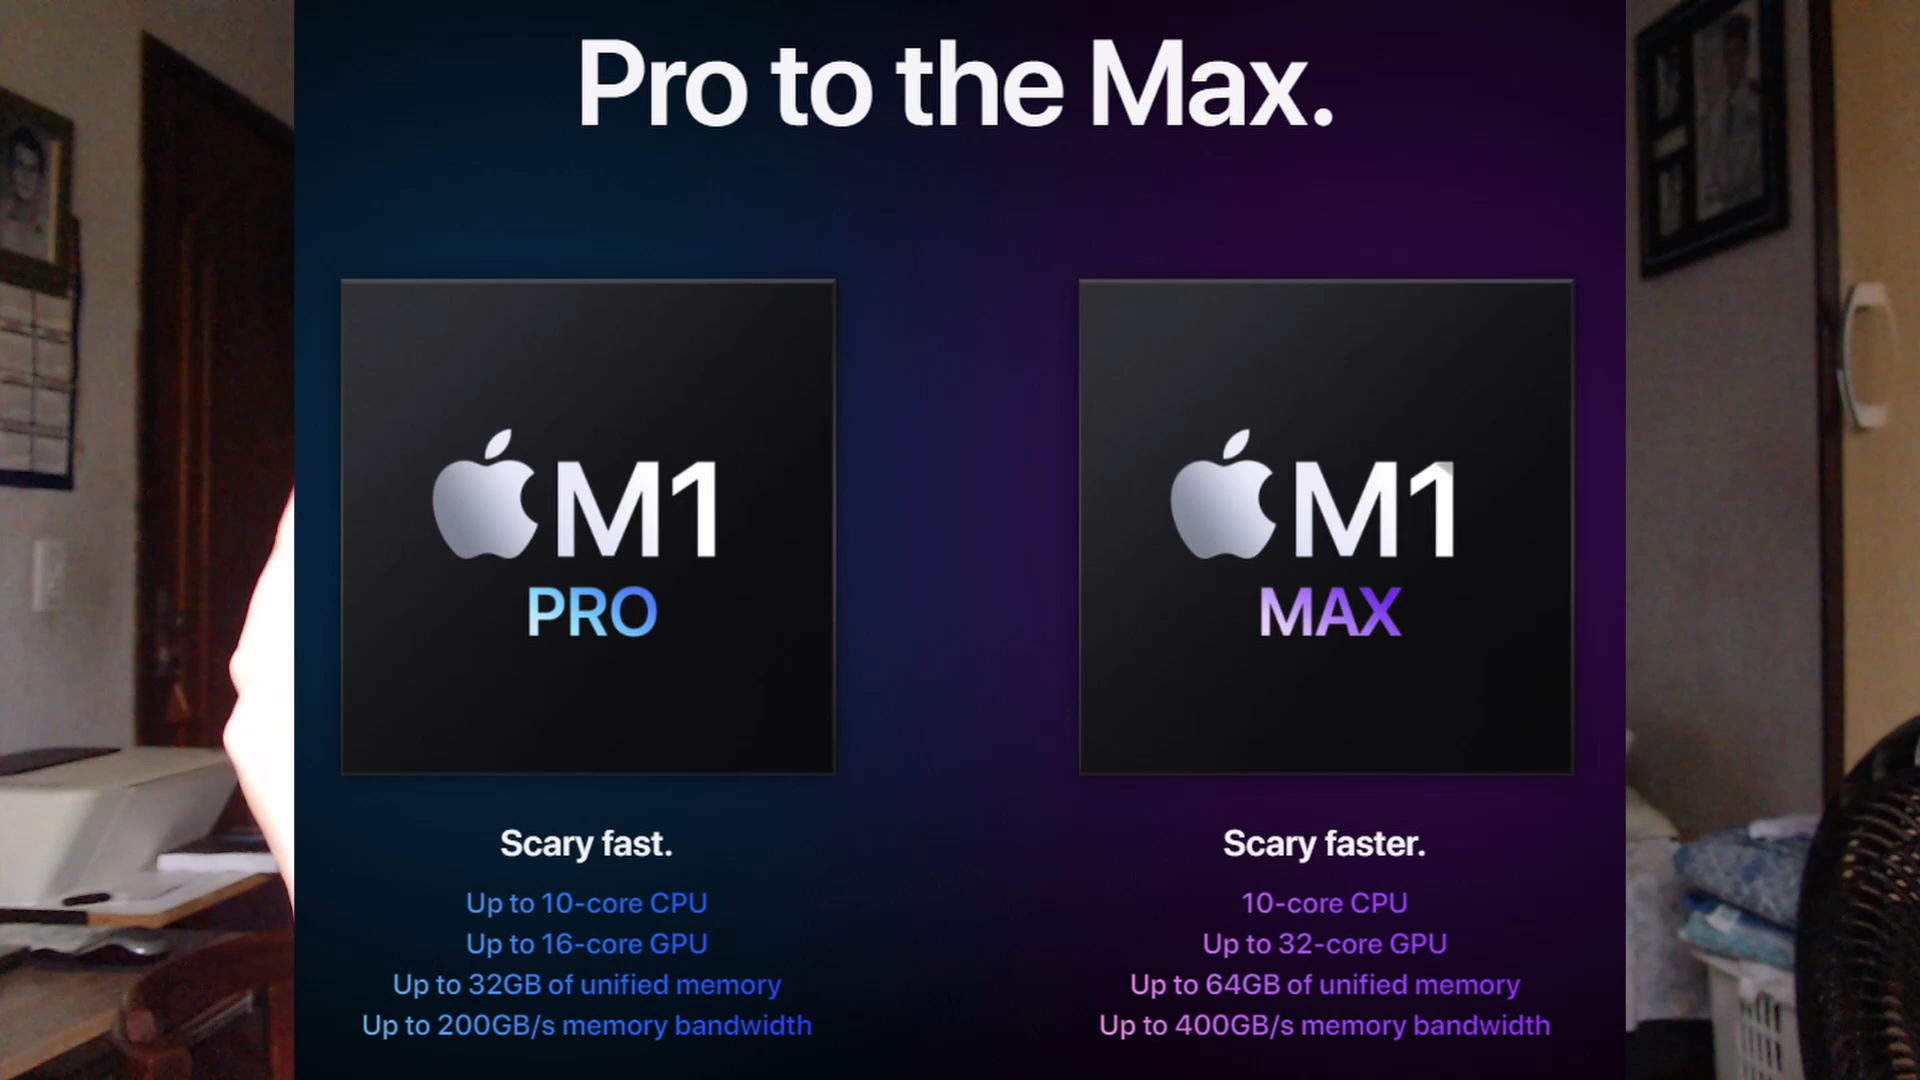 Pro to the Max.
M1
PRO
M1
MAX
Scary fast.
Up to 10-core CPU
Up to 16-core GPU
Up to 32GB of unified memory
Up to 200GB/s memory bandwidth
Scary faster.
10-core CPU
Up to 32-core GPU
Up to 64GB of unified memory
Up to 400GB/s memory bandwidth